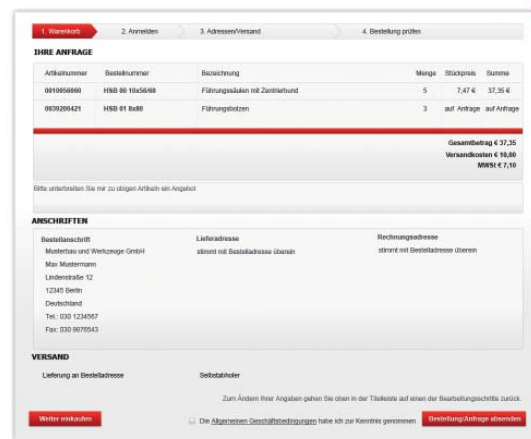 1. Warenkorb 2. Anmelden 3. Adressen/Versand 4. Bestellung prüfen
IHRE ANFRAGE
Artikelnummer Bestellnummer Bezeichnung Menge Stückpreis Summe
0010056060 HSB 00 10x56/60 Führungssäulen mit Zentrierbund 5 7,47 € 37,35 €
0039200421 HSB 01 8x80 Führungsbolzen 3 auf Anfrage auf Anfrage
Gesamtbetrag € 37,35
Versandkosten € 10,00
MWSt € 7,10
Bitte unterbreiten Sie mir zu obigen Artikeln ein Angebot
ANSCHRIFTEN
Bestellanschrift Lieferadresse Rechnungsadresse
Musterbau und Werkzeuge GmbH stimmt mit Bestelladresse überein stimmt mit Bestelladresse überein
Max Mustermann
Lindenstraße 12
12345 Berlin
Deutschland
Tel.: 030 1234567
Fax: 030 9876543
VERSAND
Lieferung an Bestelladresse Selbstabholer
Zum Ändern Ihrer Angaben gehen Sie oben in der Titelleiste auf einen der Bearbeitungsschritte zurück.
Weiter einkaufen Die Allgemeinen Geschäftsbedingungen habe ich zur Kenntnis genommen. Bestellung/Anfrage absenden